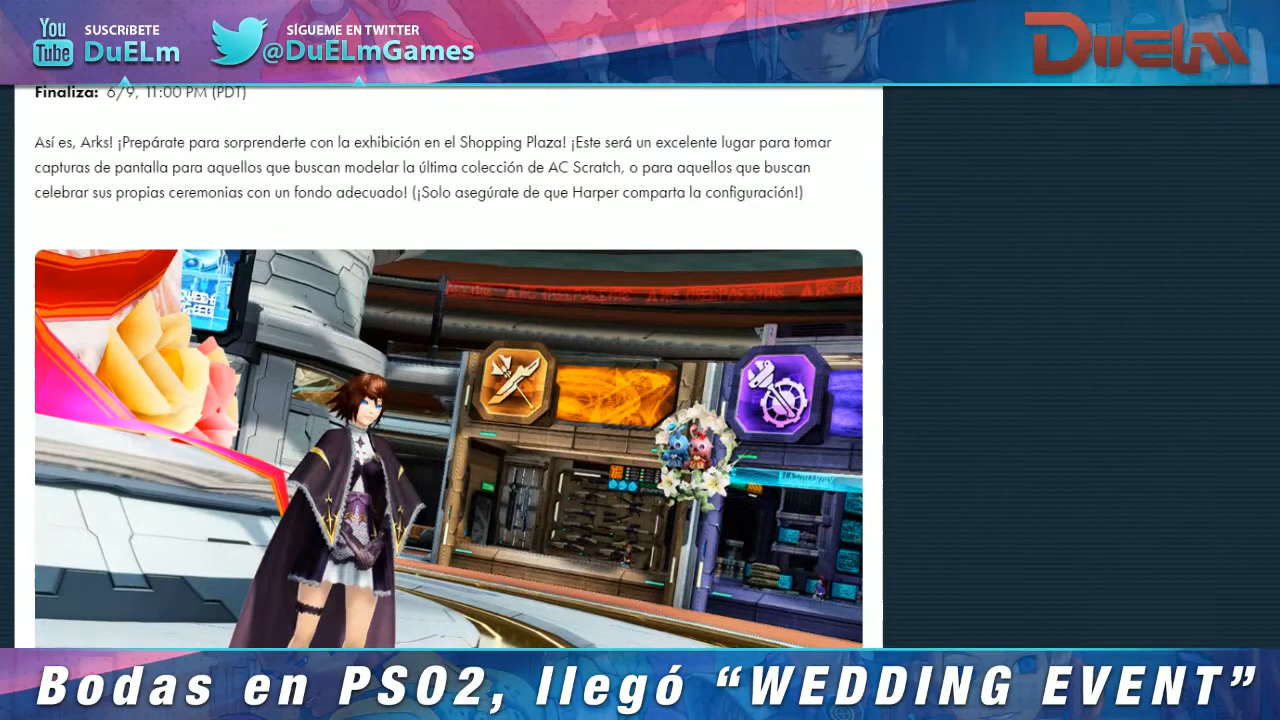 You
Tube
SUSCRíBETE
DuELm
SÍGUEME EN TWITTER
@DuELmGames
DuELm
Finaliza: 6/9, 11:00 PM (PDT)
Así es, Arks! ¡Prepárate para sorprenderte con la exhibición en el Shopping Plaza! ¡Este será un excelente lugar para tomar
capturas de pantalla para aquellos que buscan modelar la última colección de AC Scratch, o para aquellos que buscan
celebrar sus propias ceremonias con un fondo adecuado! (¡Solo asegúrate de que Harper comparta la configuración!)
Bodas en PSO2, llegó “WEDDING EVENT”